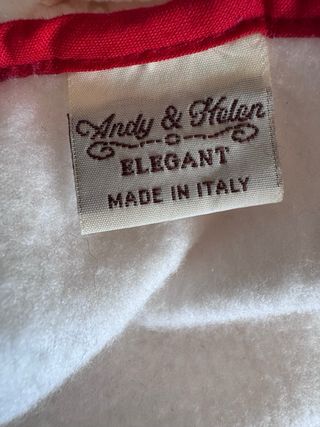 Andy & Helen
ELEGANT
MADE IN ITALY